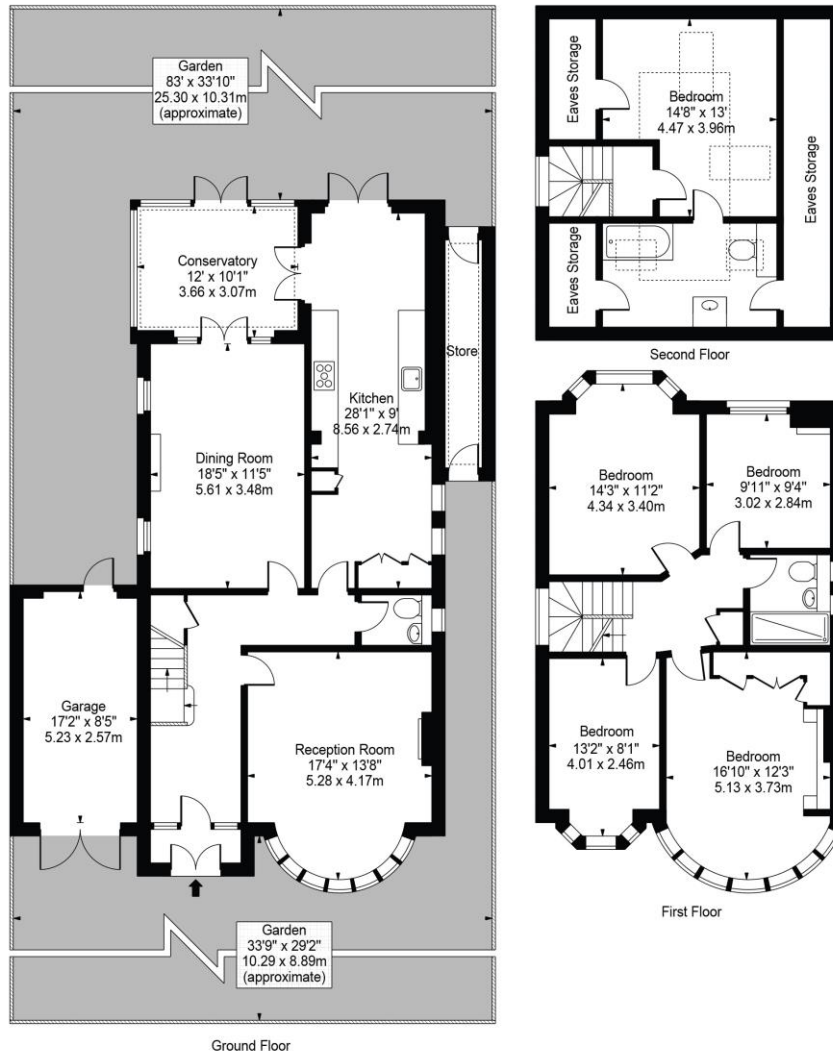 Garden
83' x 33'10"
25.30 x 10.31m
(approximate)
Conservatory
12' x 10'1"
3.66 x 3.07m
Store
Kitchen
28'1" x 9'
8.56 x 2.74m
Dining Room
18'5" x 11'5"
5.61 x 3.48m
Garage
17'2" x 8'5"
5.23 x 2.57m
Reception Room
17'4" x 13'8"
5.28 x 4.17m
Garden
33'9" x 29'2"
10.29 x 8.89m
(approximate)
Ground Floor
Eaves Storage
Bedroom
14'8" x 13'
4.47 x 3.96m
Eaves Storage
Eaves Storage
Second Floor
Bedroom
14'3" x 11'2"
4.34 x 3.40m
Bedroom
9'11" x 9'4"
3.02 x 2.84m
Bedroom
13'2" x 8'1"
4.01 x 2.46m
Bedroom
16'10" x 12'3"
5.13 x 3.73m
First Floor